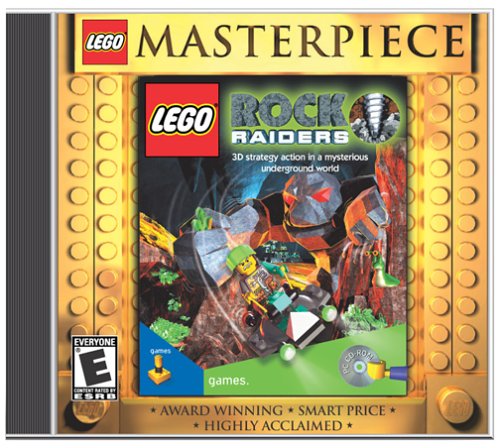 LEGO MASTERPIECE
LEGO
ROCK
RAIDERS
3D strategy action in a mysterious
underground world
EVERYONE
E
CONTENT RATED BY
ESRB
games
games.
PC CD-ROM
★ AWARD WINNING ★ SMART PRICE ★
★ HIGHLY ACCLAIMED ★